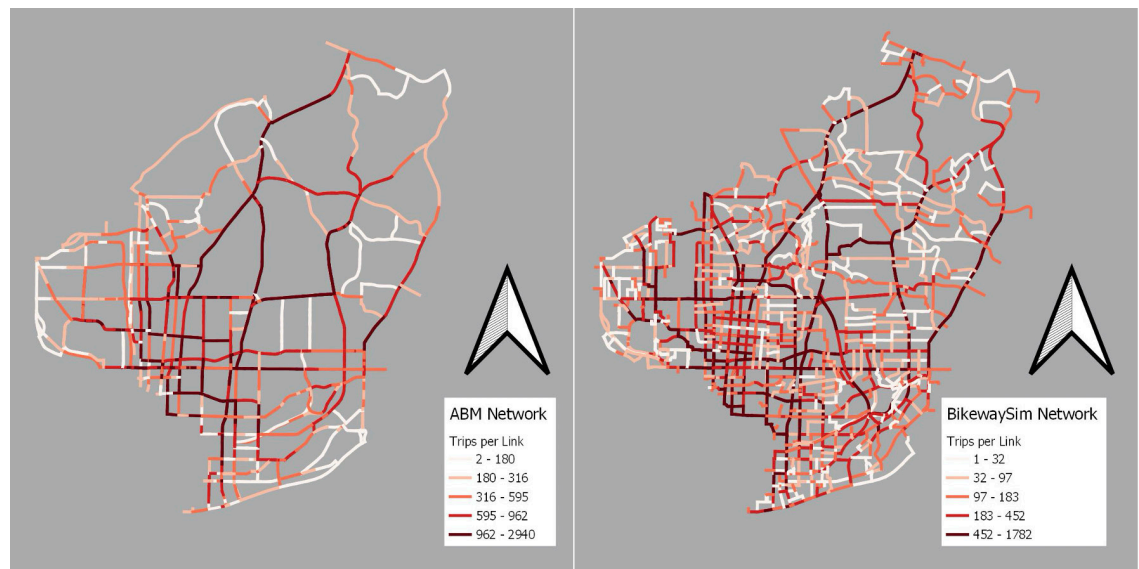 ABM Network
Trips per Link
2 - 180
180 - 316
316 - 595
595 - 962
962 - 2940
BikewaySim Network
Trips per Link
1 - 32
32 - 97
97 - 183
183 - 452
452 - 1782